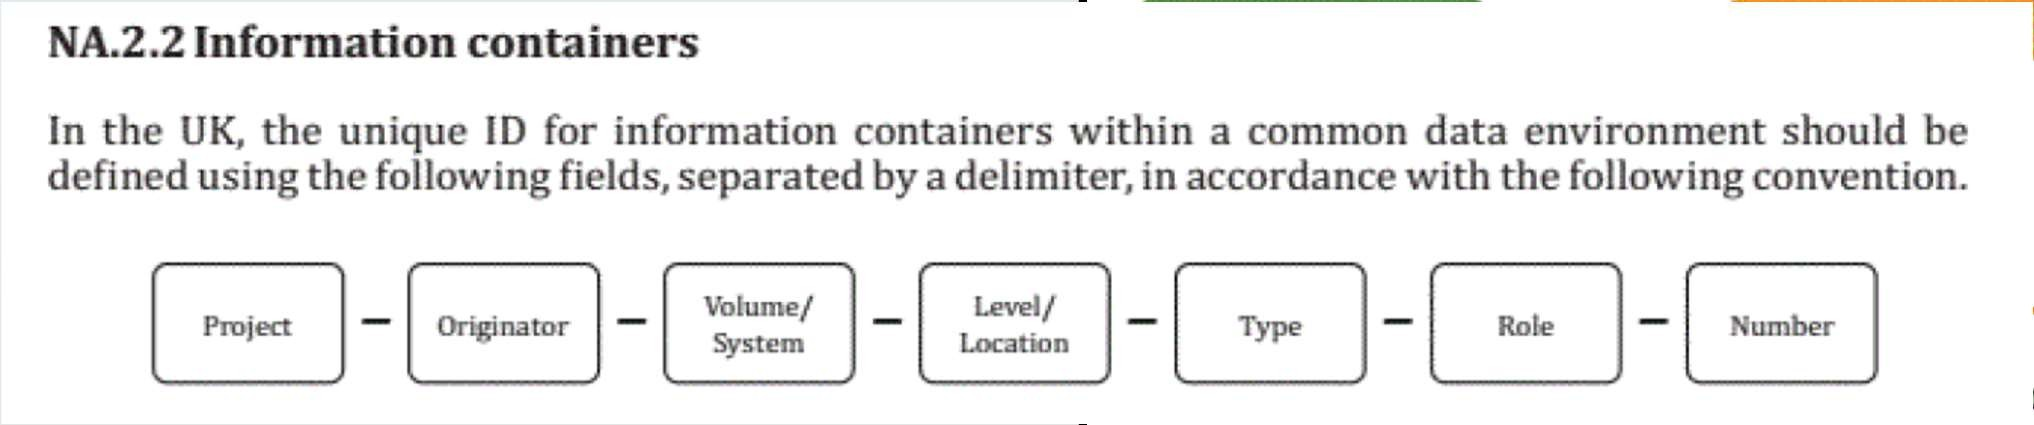 NA.2.2 Information containers
In the UK, the unique ID for information containers within a common data environment should be
defined using the following fields, separated by a delimiter, in accordance with the following convention.
Project – Originator – Volume/ System – Level/ Location – Type – Role – Number